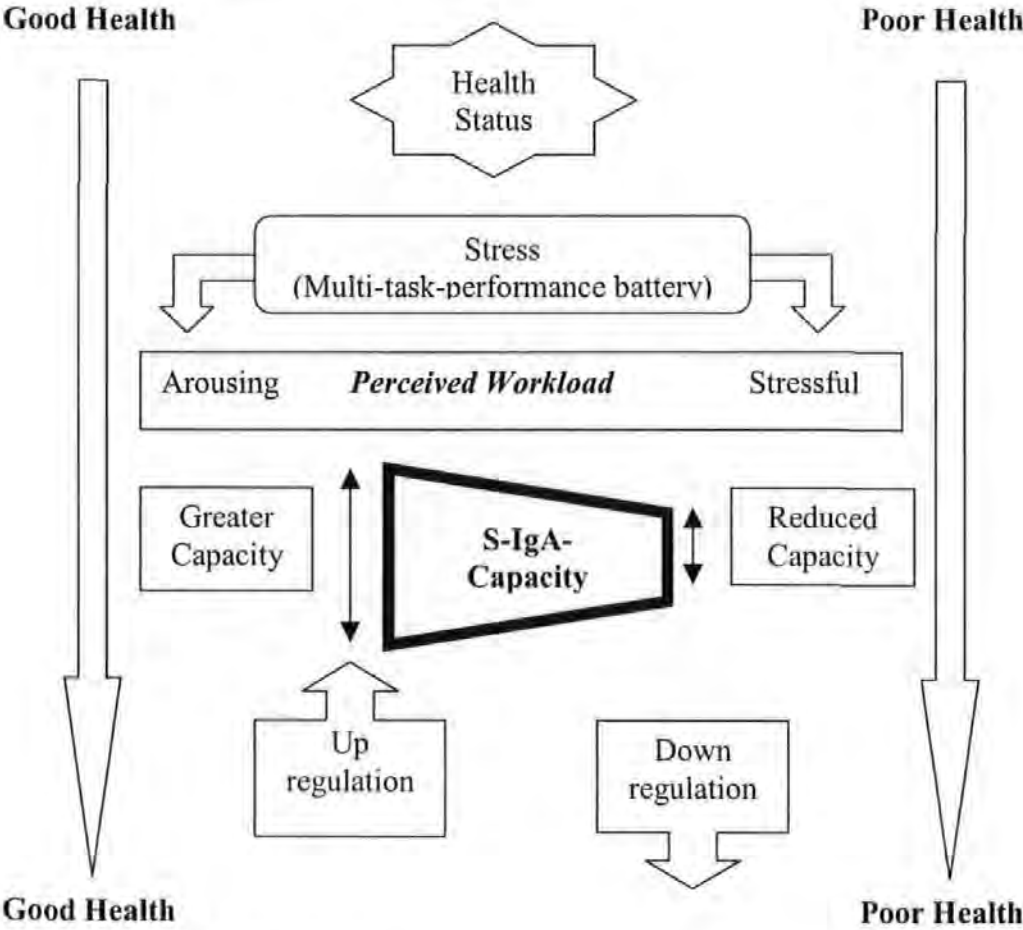 Good Health
Poor Health
Health
Status
Stress
(Multi-task-performance battery)
Arousing Perceived Workload Stressful
Greater
Capacity
S-IgA-
Capacity
Reduced
Capacity
Up
regulation
Down
regulation
Good Health
Poor Health